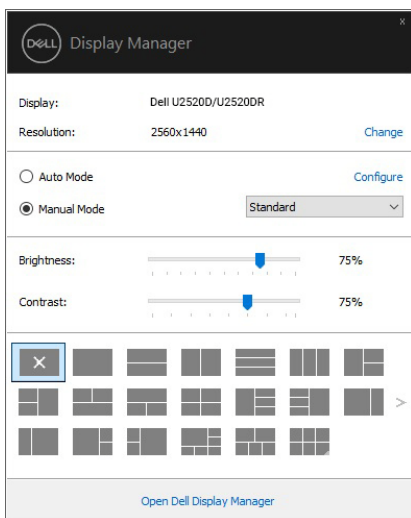 x
DELL Display Manager
Display: Dell U2520D/U2520DR
Resolution: 2560x1440 Change
Auto Mode Configure
Manual Mode Standard
Brightness: 75%
Contrast: 75%
Open Dell Display Manager